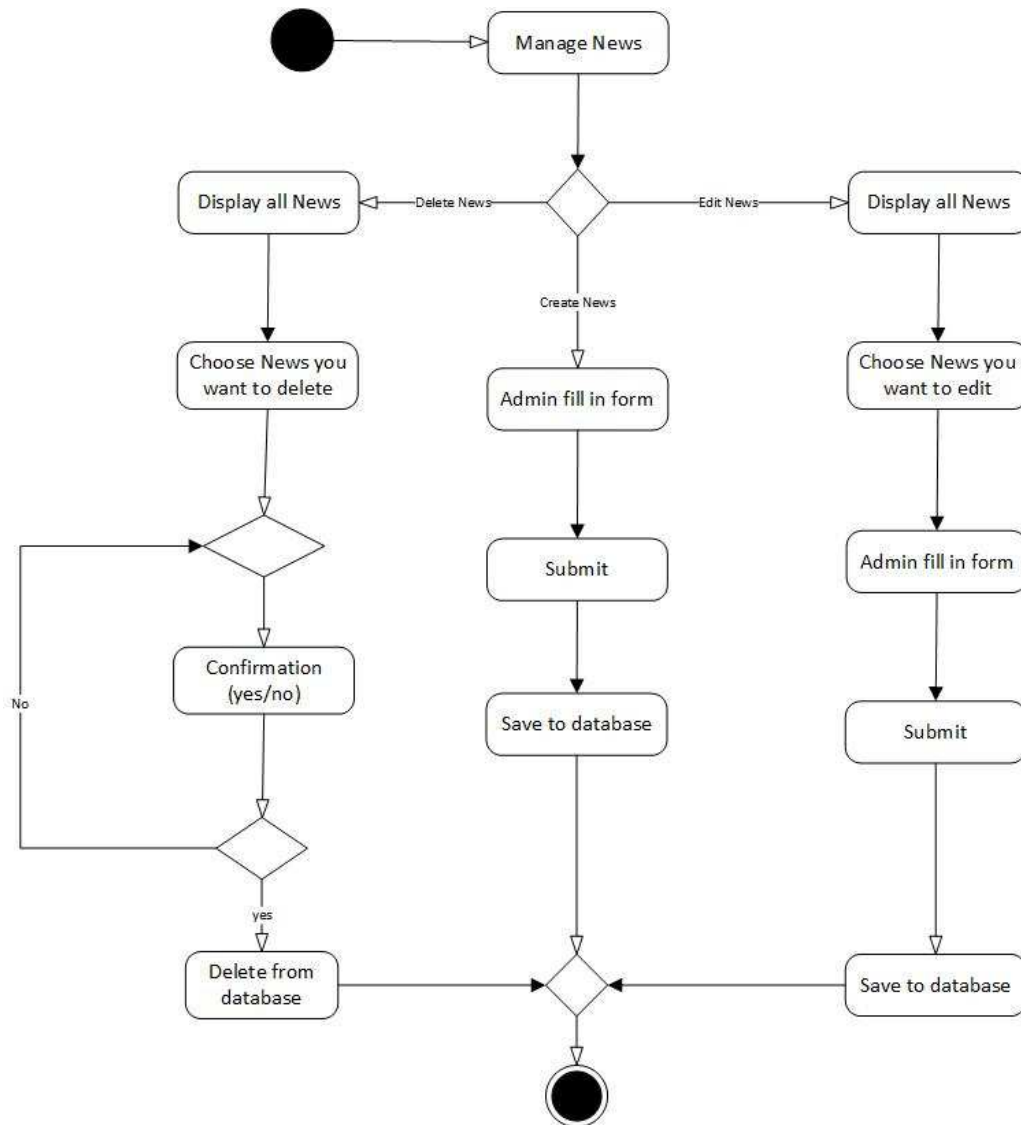 Manage News
Display all News
Delete News
Edit News
Display all News
Create News
Choose News you
want to delete
Admin fill in form
Choose News you
want to edit
Submit
Admin fill in form
Confirmation
(yes/no)
No
Save to database
Submit
yes
Delete from
database
Save to database